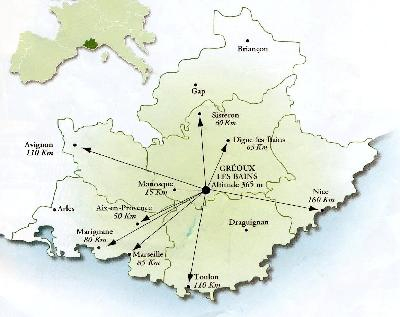 Briançon
Gap
Sisteron
60 Km
Avignon
110 Km
Digne les Bains
65 Km
GRÉOUX
LES BAINS
Altitude 365 m
Manosque
15 Km
Nice
160 Km
Arles
Aix-en-Provence
50 Km
Draguignan
Marignane
80 Km
Marseille
85 Km
Toulon
110 Km